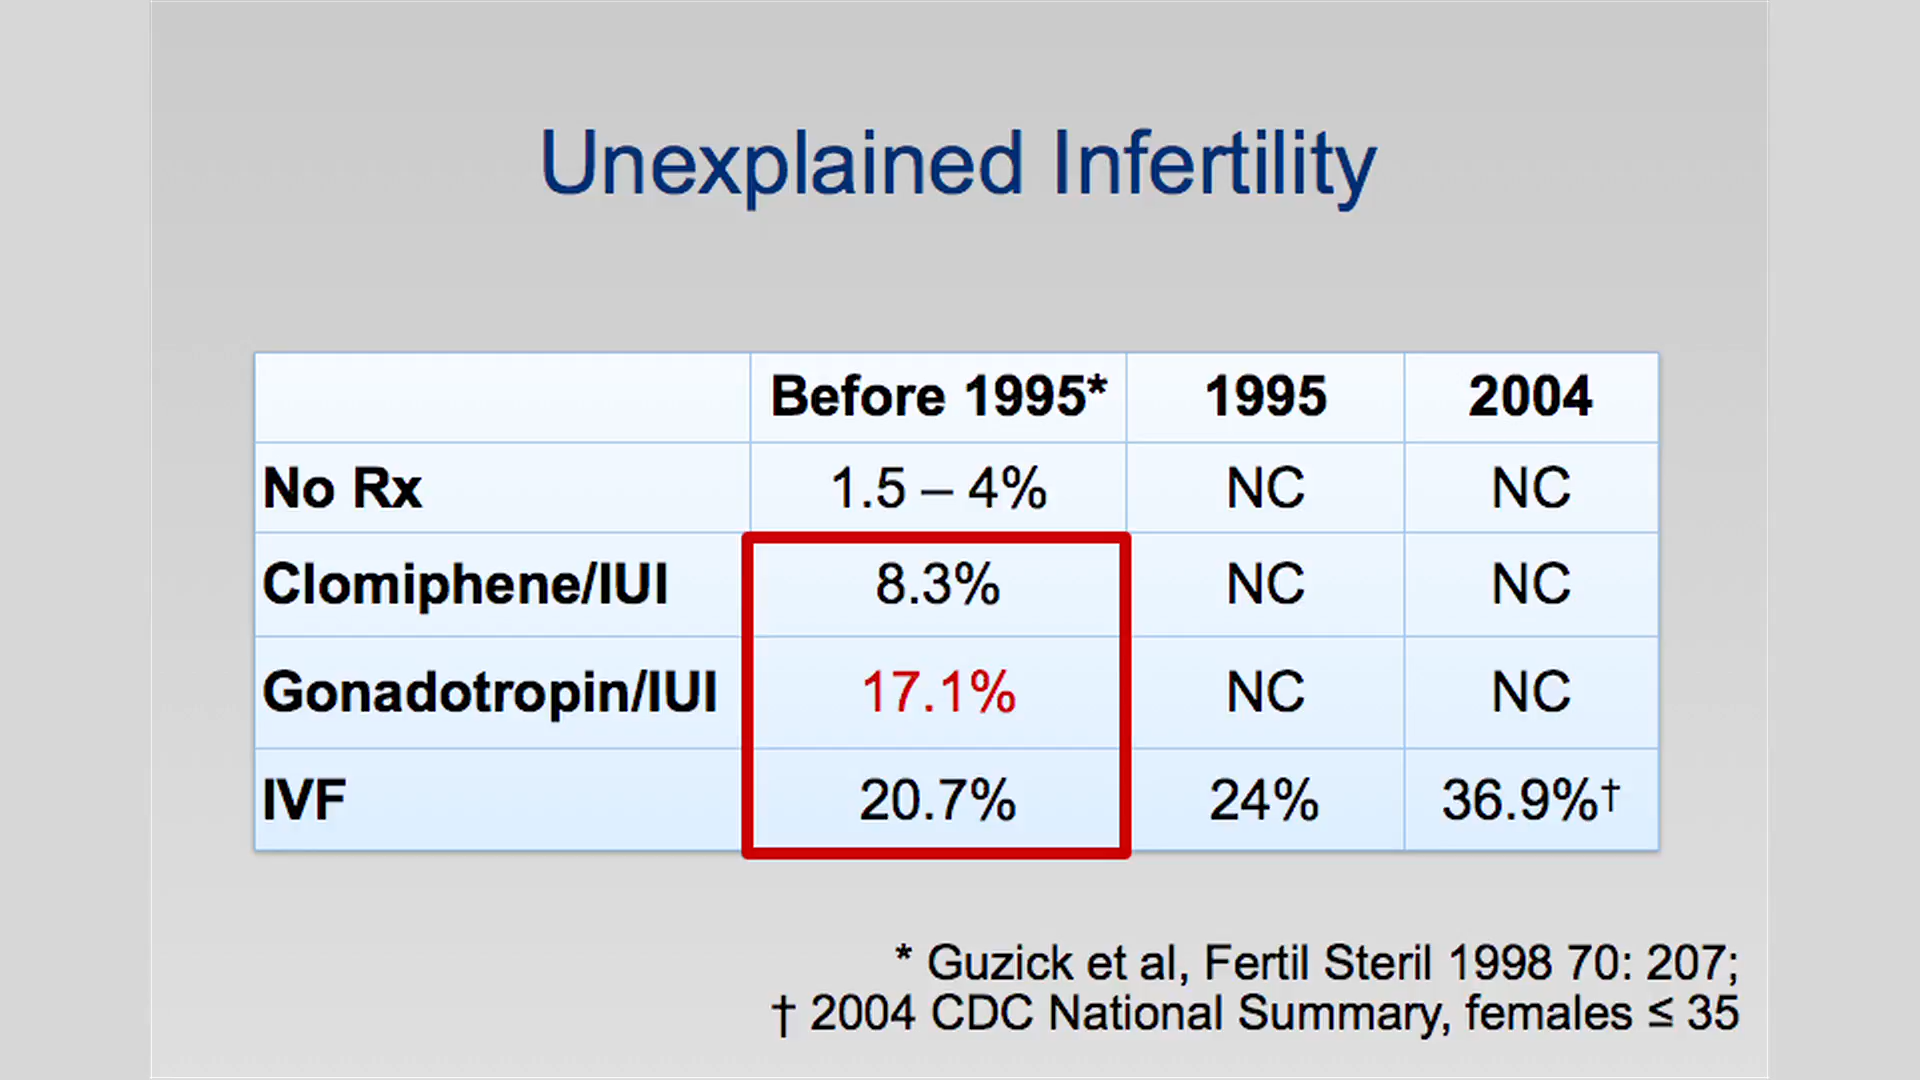 Unexplained Infertility
Before 1995* 1995 2004
No Rx 1.5 – 4% NC NC
Clomiphene/IUI 8.3% NC NC
Gonadotropin/IUI 17.1% NC NC
IVF 20.7% 24% 36.9%†
* Guzick et al, Fertil Steril 1998 70: 207;
† 2004 CDC National Summary, females ≤ 35